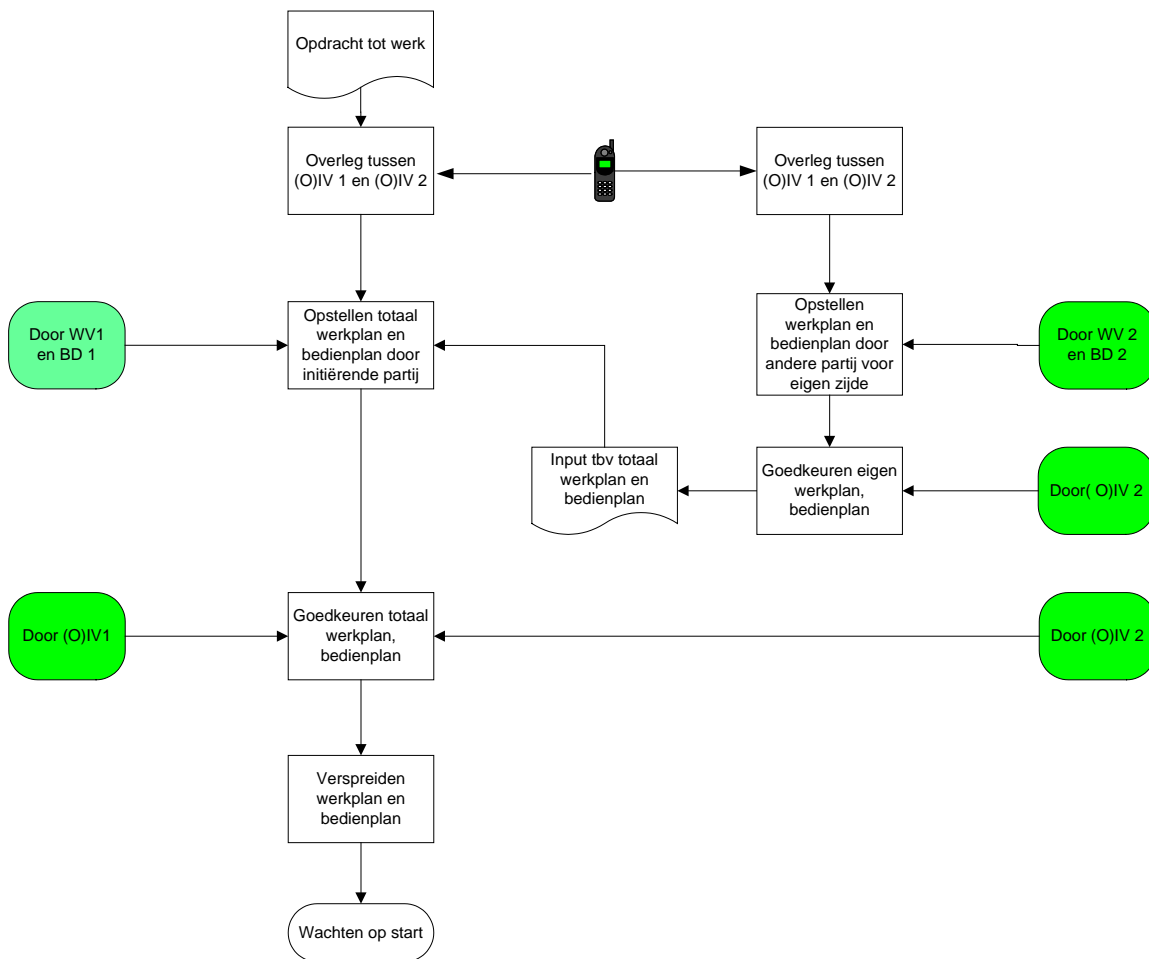 Opdracht tot werk
Overleg tussen
(O)IV 1 en (O)IV 2
Overleg tussen
(O)IV 1 en (O)IV 2
Door WV1
en BD 1
Opstellen totaal
werkplan en
bedienplan door
initiërende partij
Opstellen
werkplan en
bedienplan door
andere partij voor
eigen zijde
Door WV 2
en BD 2
Input tbv totaal
werkplan en
bedienplan
Goedkeuren eigen
werkplan,
bedienplan
Door( O)IV 2
Door (O)IV1
Goedkeuren totaal
werkplan,
bedienplan
Door (O)IV 2
Verspreiden
werkplan en
bedienplan
Wachten op start